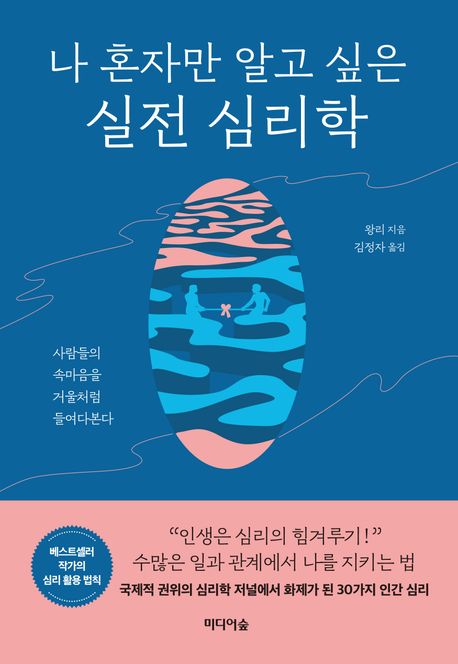 나 혼자만 알고 싶은
실전 심리학
왕리 지음
김정자 옮김
사람들의
속마음을
거울처럼
들여다본다
베스트셀러
작가의
심리 활용 법칙
“인생은 심리의 힘겨루기!”
수많은 일과 관계에서 나를 지키는 법
국제적 권위의 심리학 저널에서 화제가 된 30가지 인간 심리
미디어숲